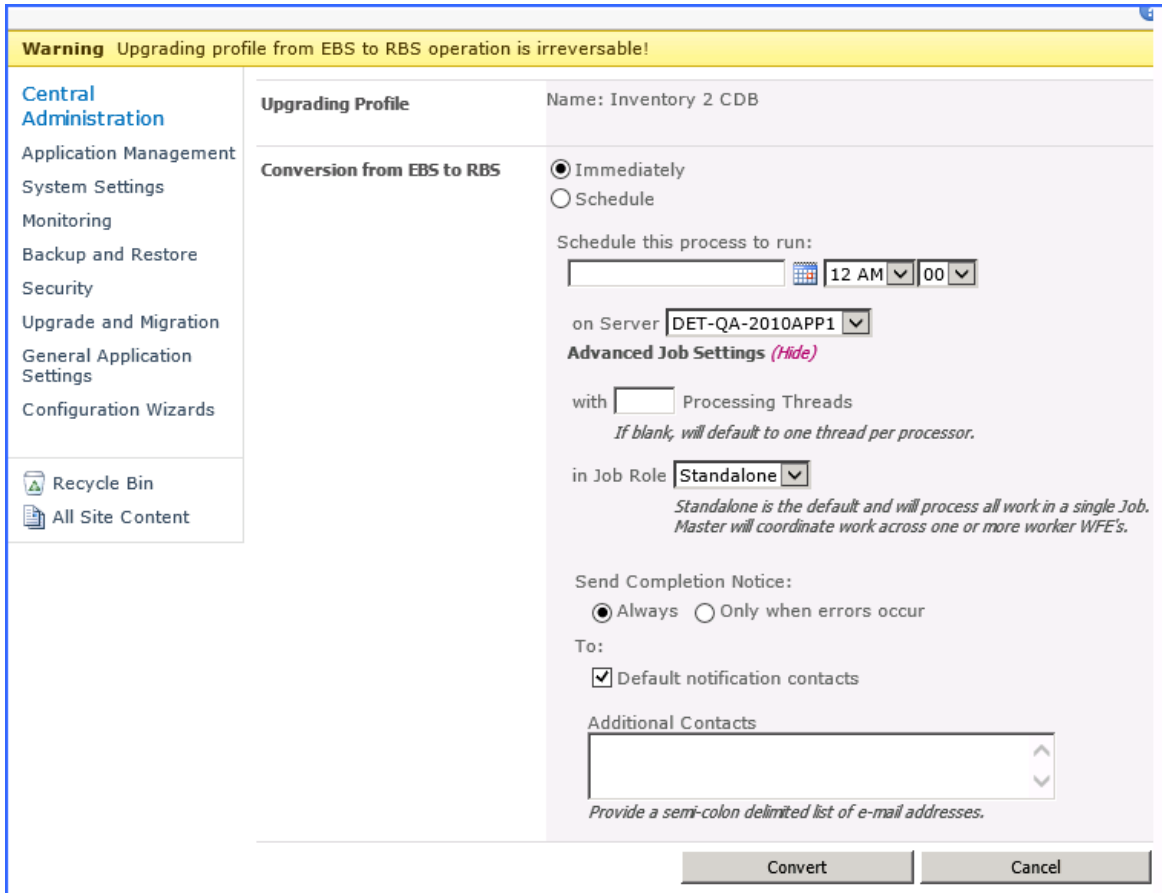 Warning Upgrading profile from EBS to RBS operation is irreversable!
Central
Administration
Application Management
System Settings
Monitoring
Backup and Restore
Security
Upgrade and Migration
General Application
Settings
Configuration Wizards
Recycle Bin
All Site Content
Upgrading Profile
Name: Inventory 2 CDB
Conversion from EBS to RBS
Immediately
Schedule
Schedule this process to run:
12 AM 00
on Server DET-QA-2010APP1
Advanced Job Settings (Hide)
with Processing Threads
If blank, will default to one thread per processor.
in Job Role Standalone
Standalone is the default and will process all work in a single Job.
Master will coordinate work across one or more worker WFE's.
Send Completion Notice:
Always Only when errors occur
To:
Default notification contacts
Additional Contacts
Provide a semi-colon delimited list of e-mail addresses.
Convert Cancel